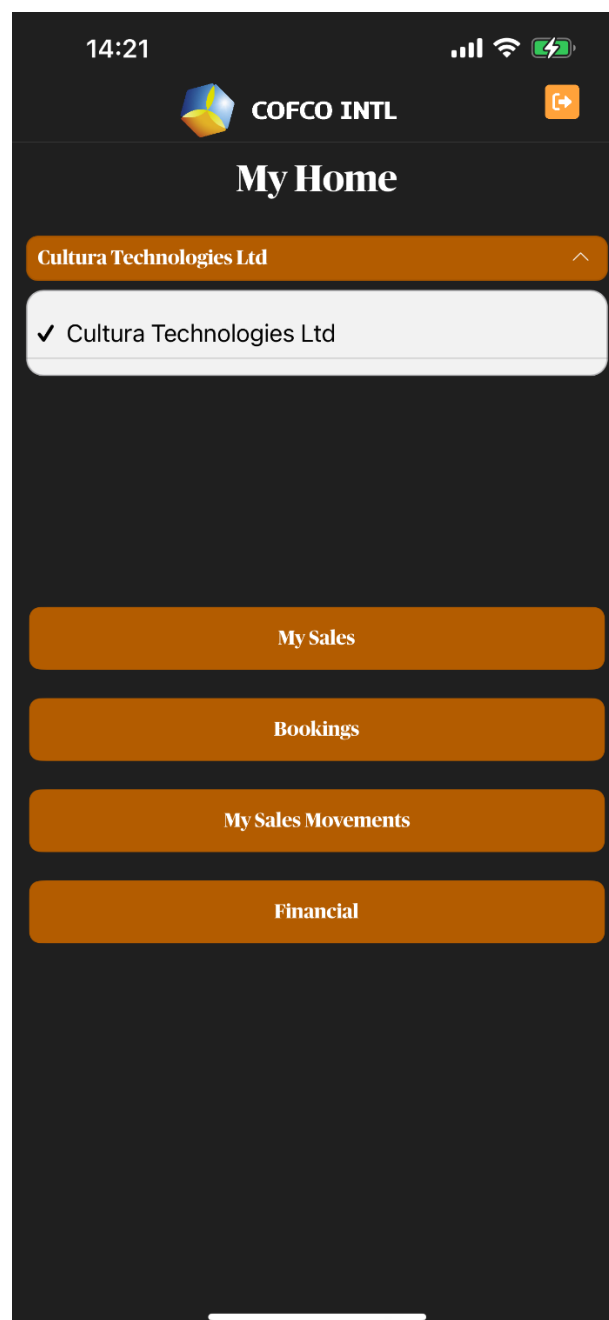 14:21
COFCO INTL
My Home
Cultura Technologies Ltd
✓ Cultura Technologies Ltd
My Sales
Bookings
My Sales Movements
Financial